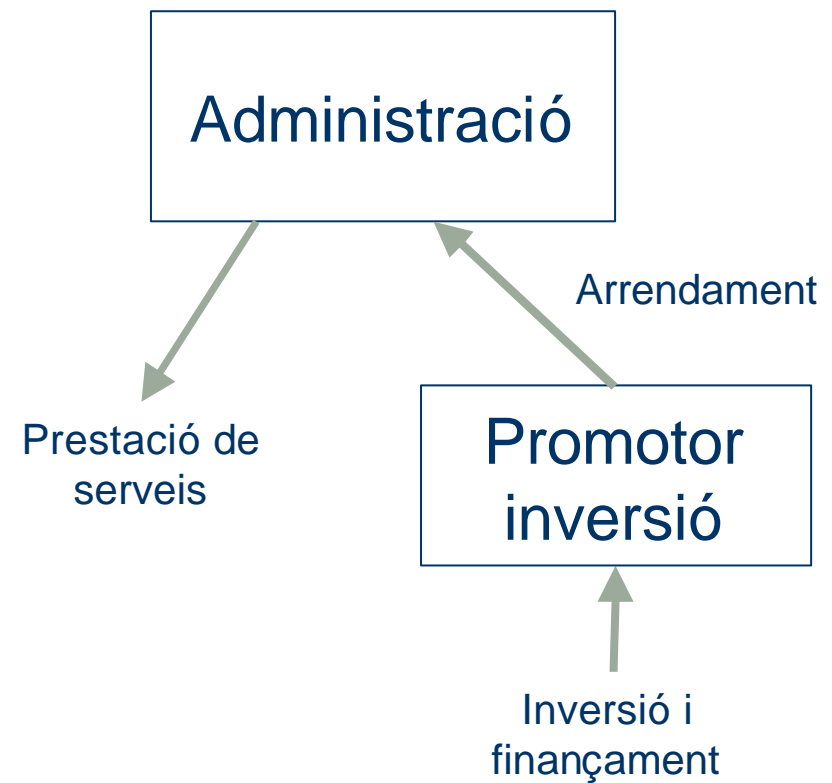 Administració
Arrendament
Prestació de
serveis
Promotor
inversió
Inversió i
finançament